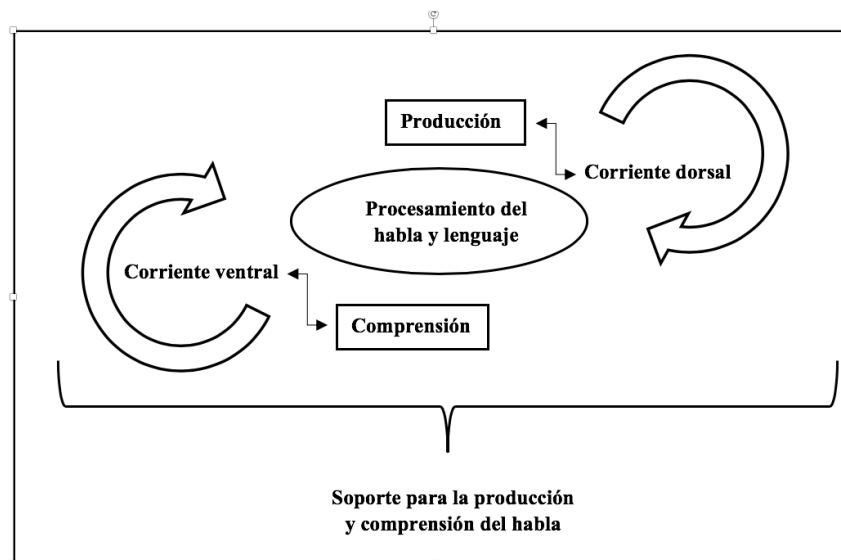 Producción
Corriente dorsal
Procesamiento del
habla y lenguaje
Corriente ventral
Comprensión
Soporte para la producción
y comprensión del habla